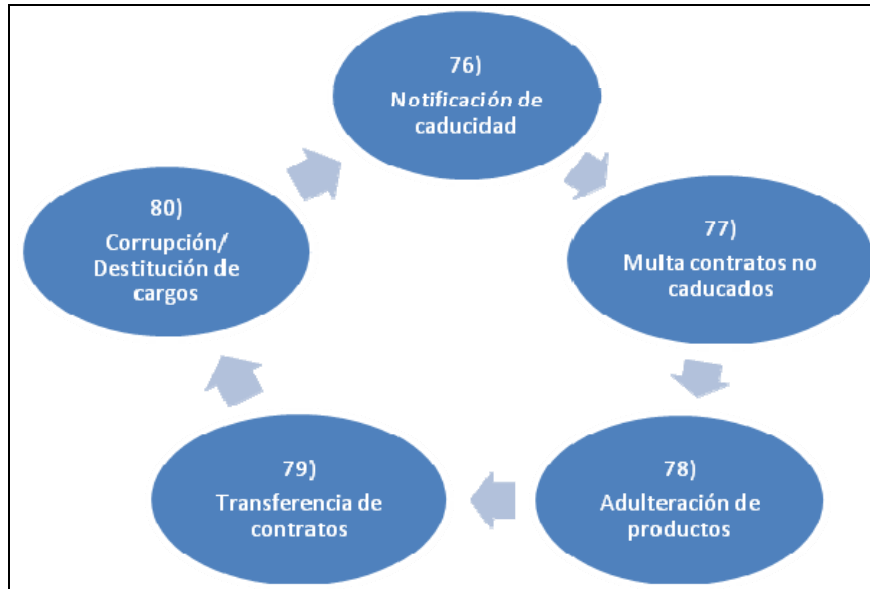 76)
Notificación de
caducidad
77)
Multa contratos no
caducados
78)
Adulteración de
productos
79)
Transferencia de
contratos
80)
Corrupción/
Destitución de
cargos